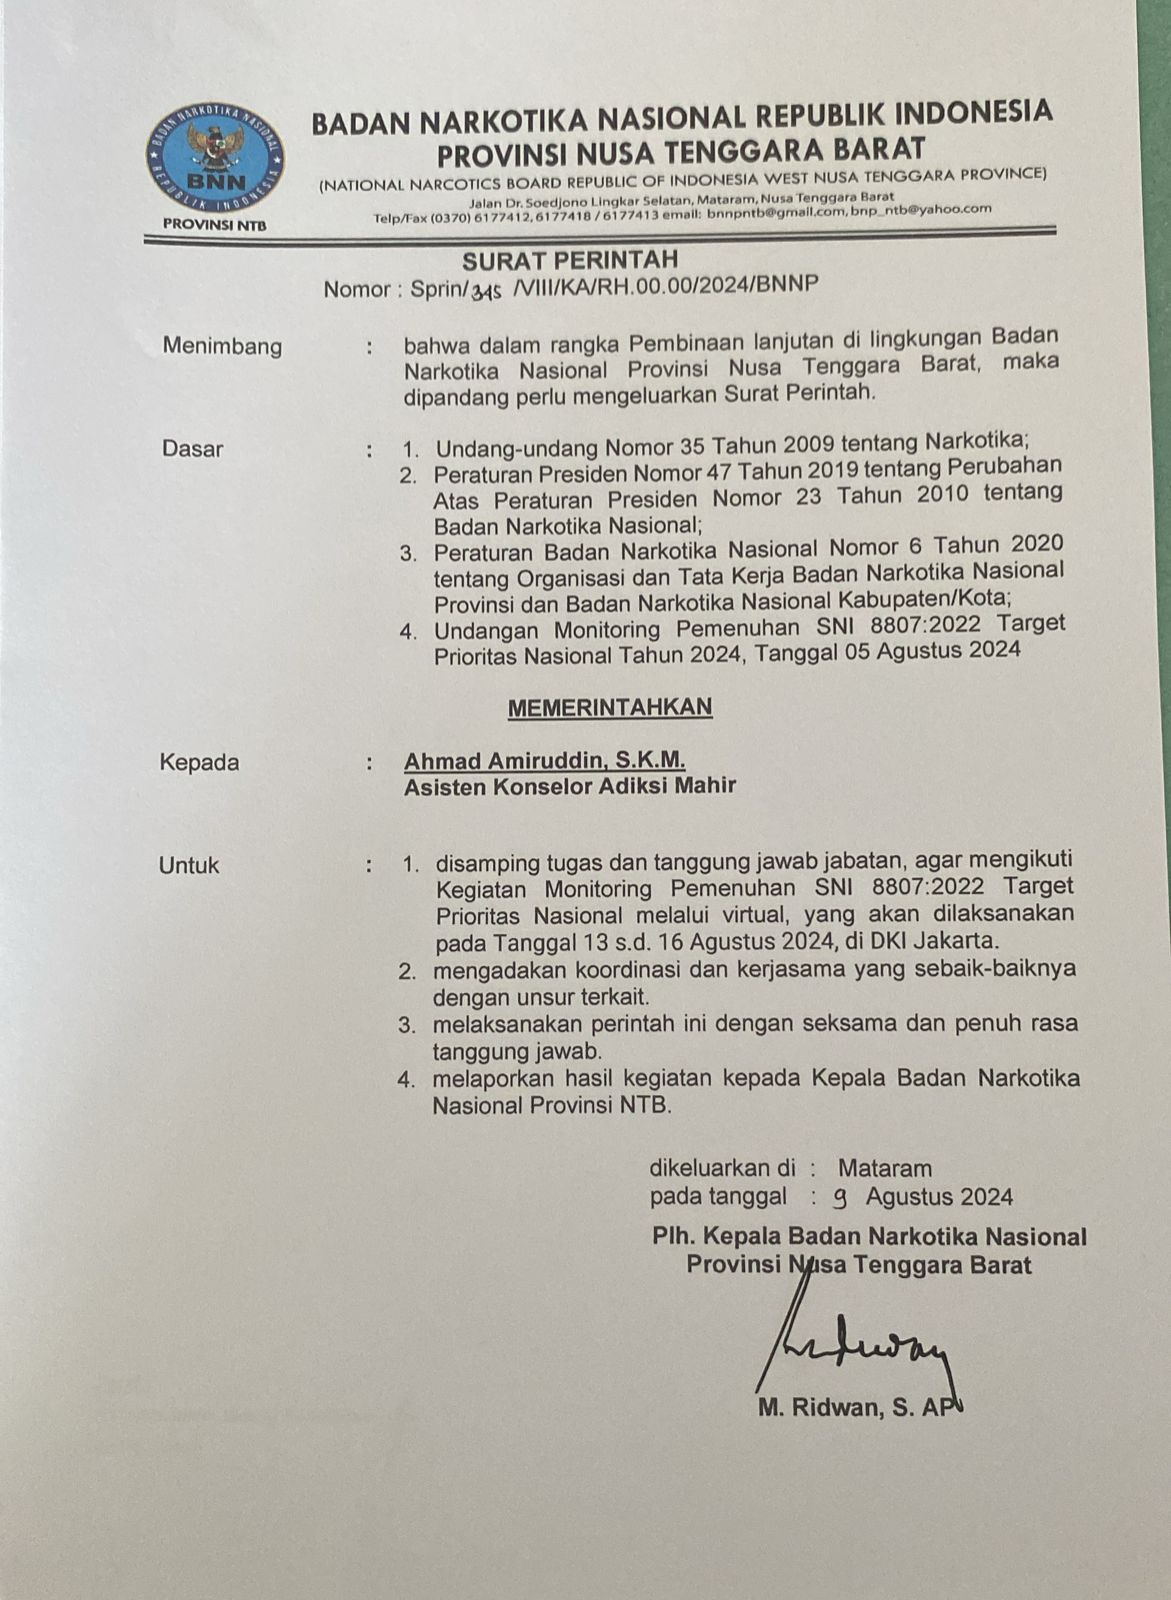 BADAN NARKOTIKA NASIONAL
REPUBLIK INDONESIA
BNN
PROVINSI NTB
BADAN NARKOTIKA NASIONAL REPUBLIK INDONESIA
PROVINSI NUSA TENGGARA BARAT
(NATIONAL NARCOTICS BOARD REPUBLIC OF INDONESIA WEST NUSA TENGGARA PROVINCE)
Jalan Dr. Soedjono Lingkar Selatan, Mataram, Nusa Tenggara Barat
Telp/Fax (0370) 6177412, 6177418 / 6177413 email: bnnpntb@gmail.com, bnp_ntb@yahoo.com
SURAT PERINTAH
Nomor : Sprin/345 /VIII/KA/RH.00.00/2024/BNNP
Menimbang : bahwa dalam rangka Pembinaan lanjutan di lingkungan Badan
Narkotika Nasional Provinsi Nusa Tenggara Barat, maka
dipandang perlu mengeluarkan Surat Perintah.
Dasar : 1. Undang-undang Nomor 35 Tahun 2009 tentang Narkotika;
2. Peraturan Presiden Nomor 47 Tahun 2019 tentang Perubahan
Atas Peraturan Presiden Nomor 23 Tahun 2010 tentang
Badan Narkotika Nasional;
3. Peraturan Badan Narkotika Nasional Nomor 6 Tahun 2020
tentang Organisasi dan Tata Kerja Badan Narkotika Nasional
Provinsi dan Badan Narkotika Nasional Kabupaten/Kota;
4. Undangan Monitoring Pemenuhan SNI 8807:2022 Target
Prioritas Nasional Tahun 2024, Tanggal 05 Agustus 2024
MEMERINTAHKAN
Kepada : Ahmad Amiruddin, S.K.M.
Asisten Konselor Adiksi Mahir
Untuk : 1. disamping tugas dan tanggung jawab jabatan, agar mengikuti
Kegiatan Monitoring Pemenuhan SNI 8807:2022 Target
Prioritas Nasional melalui virtual, yang akan dilaksanakan
pada Tanggal 13 s.d. 16 Agustus 2024, di DKI Jakarta.
2. mengadakan koordinasi dan kerjasama yang sebaik-baiknya
dengan unsur terkait.
3. melaksanakan perintah ini dengan seksama dan penuh rasa
tanggung jawab.
4. melaporkan hasil kegiatan kepada Kepala Badan Narkotika
Nasional Provinsi NTB.
dikeluarkan di : Mataram
pada tanggal : 9 Agustus 2024
Plh. Kepala Badan Narkotika Nasional
Provinsi Nusa Tenggara Barat
M. Ridwan, S. AP